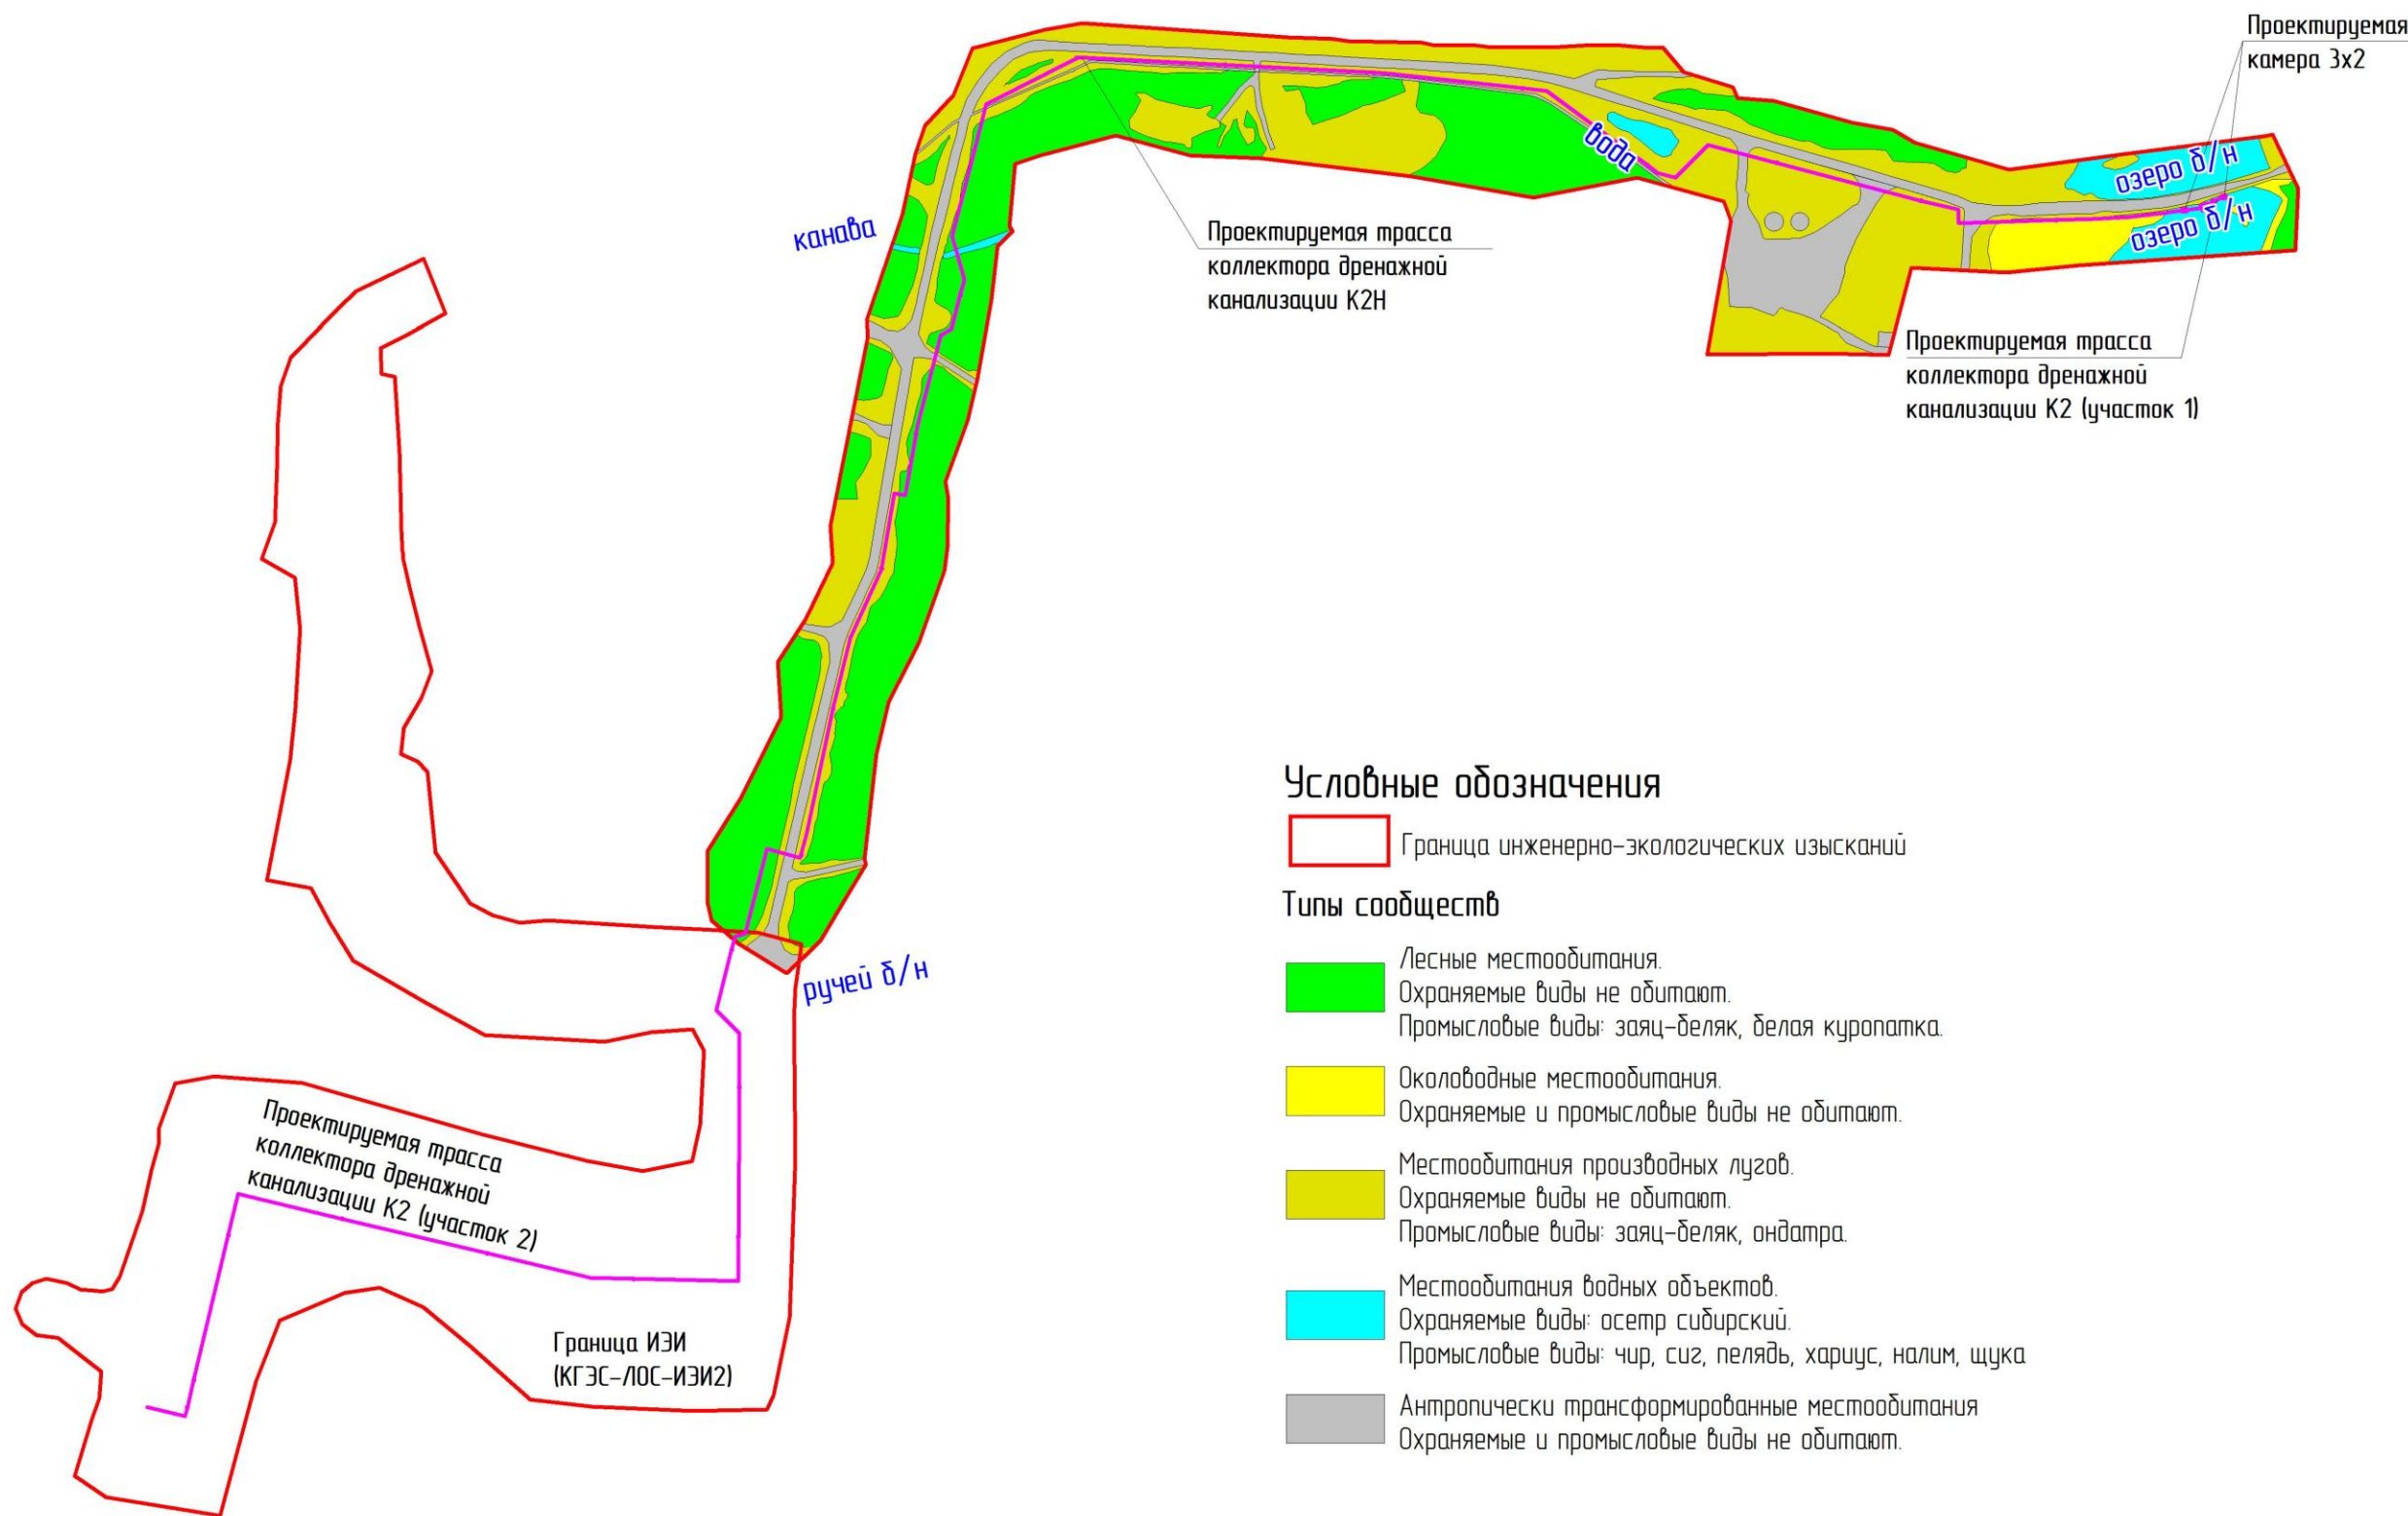 Проектируемая
камера 3х2
озеро б/н
вода
озеро б/н
канава
Проектируемая трасса
коллектора дренажной
канализации К2Н
Проектируемая трасса
коллектора дренажной
канализации К2 (участок 1)
Условные обозначения
Граница инженерно-экологических изысканий
Типы сообществ
Лесные местообитания.
Охраняемые виды не обитают.
Промысловые виды: заяц-беляк, белая куропатка.
ручей б/н
Околоводные местообитания.
Охраняемые и промысловые виды не обитают.
Проектируемая трасса
коллектора дренажной
канализации К2 (участок 2)
Местообитания производных лугов.
Охраняемые виды не обитают.
Промысловые виды: заяц-беляк, ондатра.
Местообитания водных объектов.
Охраняемые виды: осетр сибирский.
Промысловые виды: чир, сиг, пелядь, хариус, налим, щука
Граница ИЭИ
(КГЭС-ЛОС-ИЭИ2)
Антропически трансформированные местообитания
Охраняемые и промысловые виды не обитают.